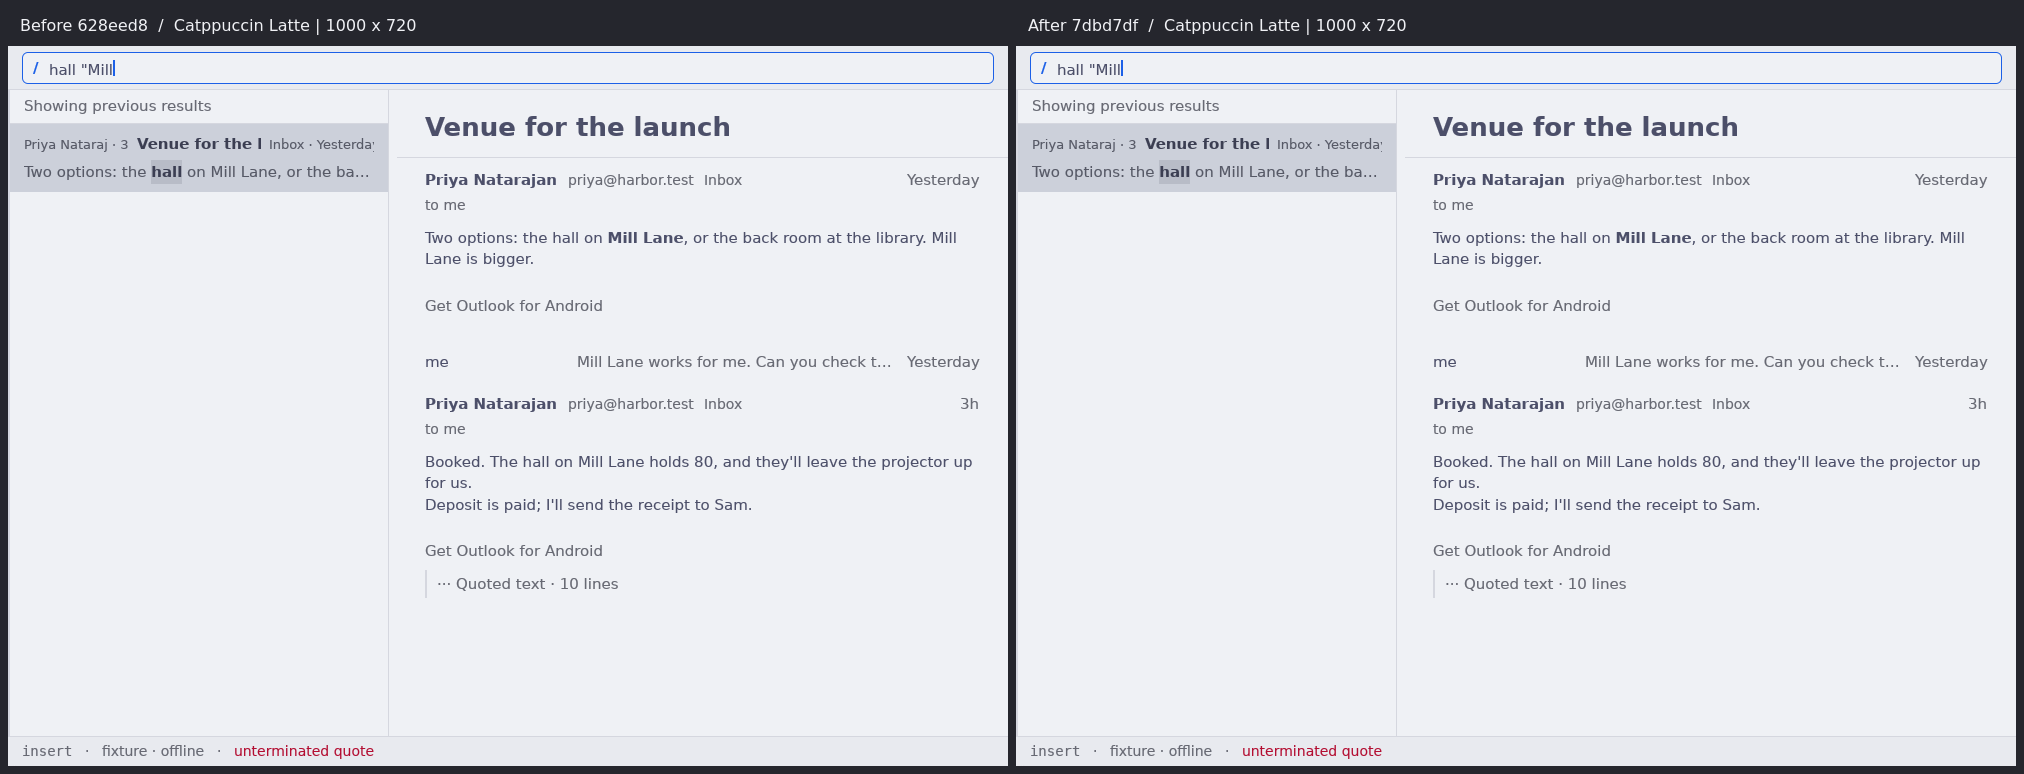 Before 628eed8 / Catppuccin Latte | 1000 x 720
/ hall "Mill
Showing previous results
Priya Nataraj · 3 Venue for the l Inbox · Yesterday
Two options: the hall on Mill Lane, or the ba…
Venue for the launch
Priya Natarajan priya@harbor.test Inbox Yesterday
to me
Two options: the hall on Mill Lane, or the back room at the library. Mill
Lane is bigger.
Get Outlook for Android
me Mill Lane works for me. Can you check t… Yesterday
Priya Natarajan priya@harbor.test Inbox 3h
to me
Booked. The hall on Mill Lane holds 80, and they'll leave the projector up
for us.
Deposit is paid; I'll send the receipt to Sam.
Get Outlook for Android
··· Quoted text · 10 lines
insert · fixture · offline · unterminated quote
After 7dbd7df / Catppuccin Latte | 1000 x 720
/ hall "Mill
Showing previous results
Priya Nataraj · 3 Venue for the l Inbox · Yesterday
Two options: the hall on Mill Lane, or the ba…
Venue for the launch
Priya Natarajan priya@harbor.test Inbox Yesterday
to me
Two options: the hall on Mill Lane, or the back room at the library. Mill
Lane is bigger.
Get Outlook for Android
me Mill Lane works for me. Can you check t… Yesterday
Priya Natarajan priya@harbor.test Inbox 3h
to me
Booked. The hall on Mill Lane holds 80, and they'll leave the projector up
for us.
Deposit is paid; I'll send the receipt to Sam.
Get Outlook for Android
··· Quoted text · 10 lines
insert · fixture · offline · unterminated quote